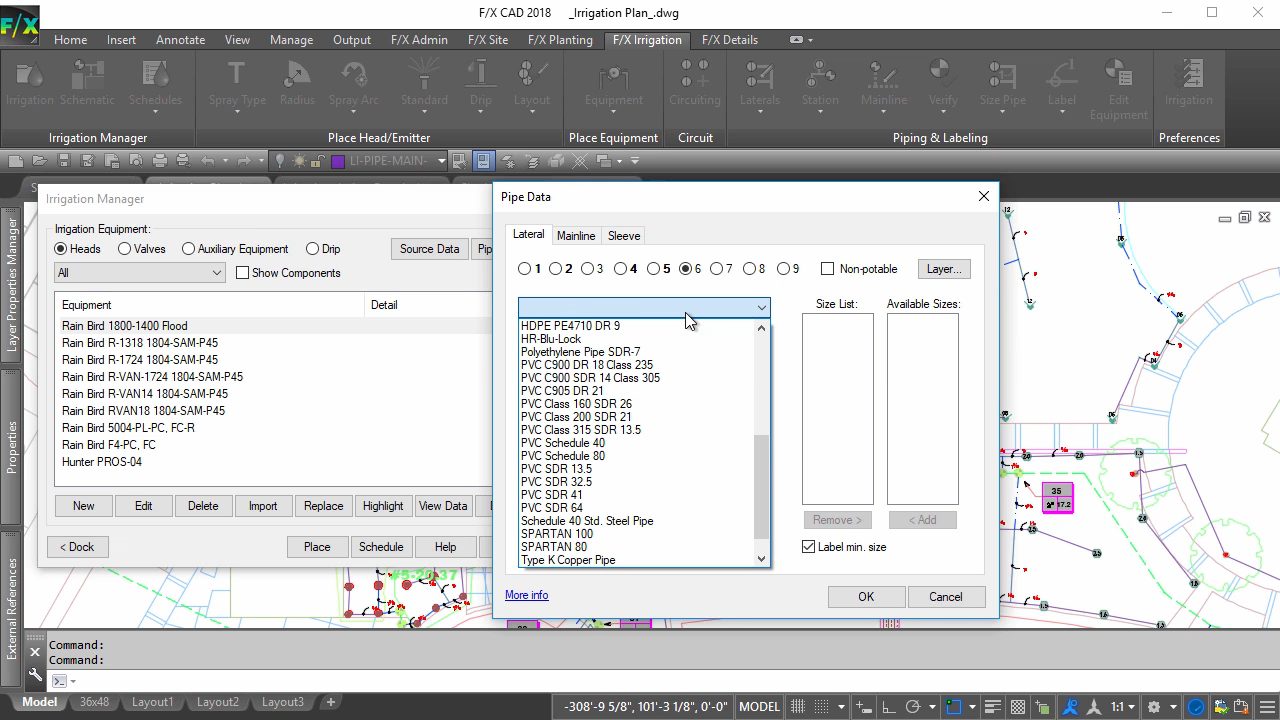 F/X
F/X CAD 2018 _Irrigation Plan_.dwg
Home Insert Annotate View Manage Output F/X Admin F/X Site F/X Planting F/X Irrigation F/X Details
Irrigation Schematic Schedules Spray Type Radius Spray Arc Standard Drip Layout Equipment Circuiting Laterals Station Mainline Verify Size Pipe Label Edit Equipment Irrigation
Irrigation Manager Place Head/Emitter Place Equipment Circuit Piping & Labeling Preferences
LI-PIPE-MAIN-
Layer Properties Manager
Properties
External References
Irrigation Manager
Irrigation Equipment:
Heads Valves Auxiliary Equipment Drip Source Data Pip
All Show Components
Equipment Detail
Rain Bird 1800-1400 Flood
Rain Bird R-1318 1804-SAM-P45
Rain Bird R-1724 1804-SAM-P45
Rain Bird R-VAN-1724 1804-SAM-P45
Rain Bird R-VAN14 1804-SAM-P45
Rain Bird RVAN18 1804-SAM-P45
Rain Bird 5004-PL-PC, FC-R
Rain Bird F4-PC, FC
Hunter PROS-04
New Edit Delete Import Replace Highlight View Data
< Dock Place Schedule Help
Pipe Data
Lateral Mainline Sleeve
1 2 3 4 5 6 7 8 9 Non-potable Layer...
Size List: Available Sizes:
HDPE PE4710 DR 9
HR-Blu-Lock
Polyethylene Pipe SDR-7
PVC C900 DR 18 Class 235
PVC C900 SDR 14 Class 305
PVC C905 DR 21
PVC Class 160 SDR 26
PVC Class 200 SDR 21
PVC Class 315 SDR 13.5
PVC Schedule 40
PVC Schedule 80
PVC SDR 13.5
PVC SDR 32.5
PVC SDR 41
PVC SDR 64
Schedule 40 Std. Steel Pipe
SPARTAN 100
SPARTAN 80
Type K Copper Pipe
Remove > < Add
Label min. size
More info OK Cancel
35
17.2
Command:
Command:
Model 36x48 Layout1 Layout2 Layout3 +
-308'-9 5/8", 101'-3 1/8", 0'-0" MODEL 1:1